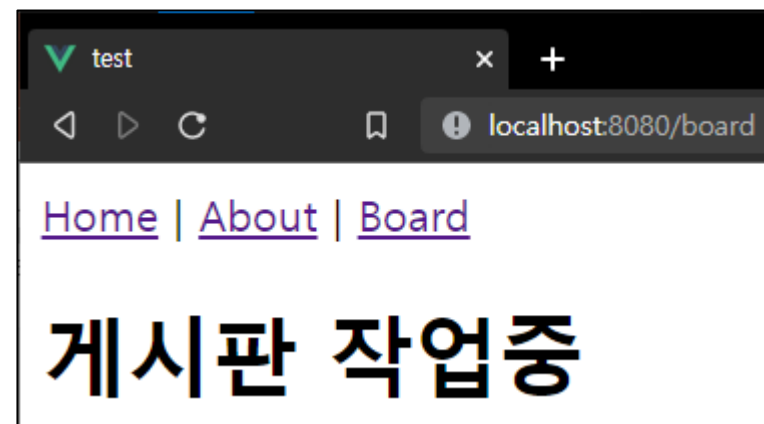 test
localhost:8080/board
Home | About | Board
게시판 작업중